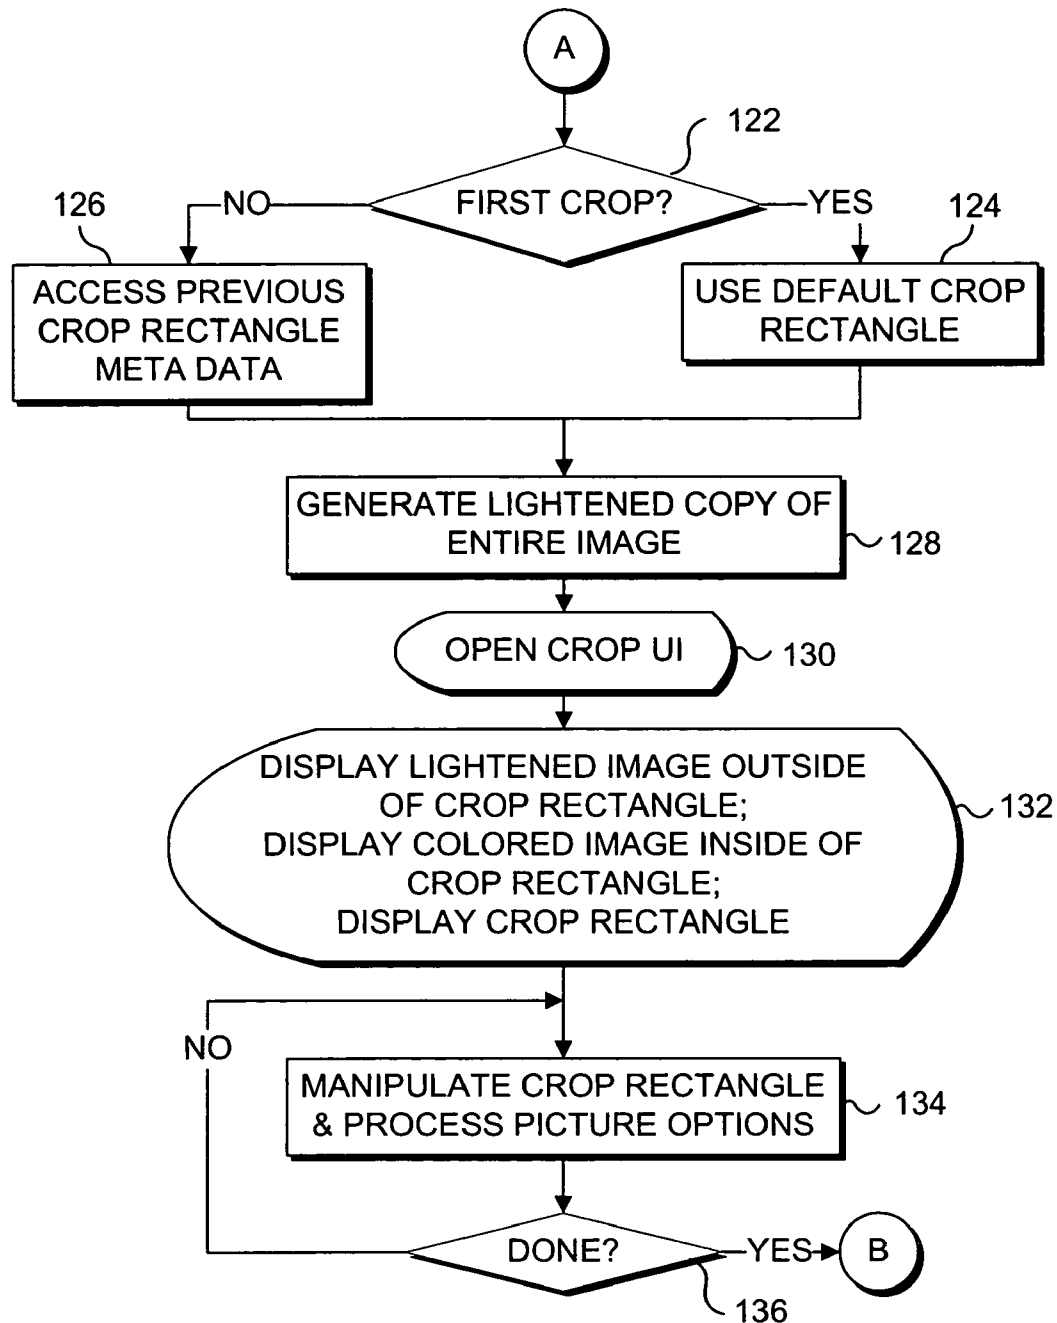 A
122
FIRST CROP?
NO
YES
126
124
ACCESS PREVIOUS
CROP RECTANGLE
META DATA
USE DEFAULT CROP
RECTANGLE
GENERATE LIGHTENED COPY OF
ENTIRE IMAGE
128
OPEN CROP UI
130
DISPLAY LIGHTENED IMAGE OUTSIDE
OF CROP RECTANGLE;
DISPLAY COLORED IMAGE INSIDE OF
CROP RECTANGLE;
DISPLAY CROP RECTANGLE
132
NO
MANIPULATE CROP RECTANGLE
& PROCESS PICTURE OPTIONS
134
DONE?
YES
B
136